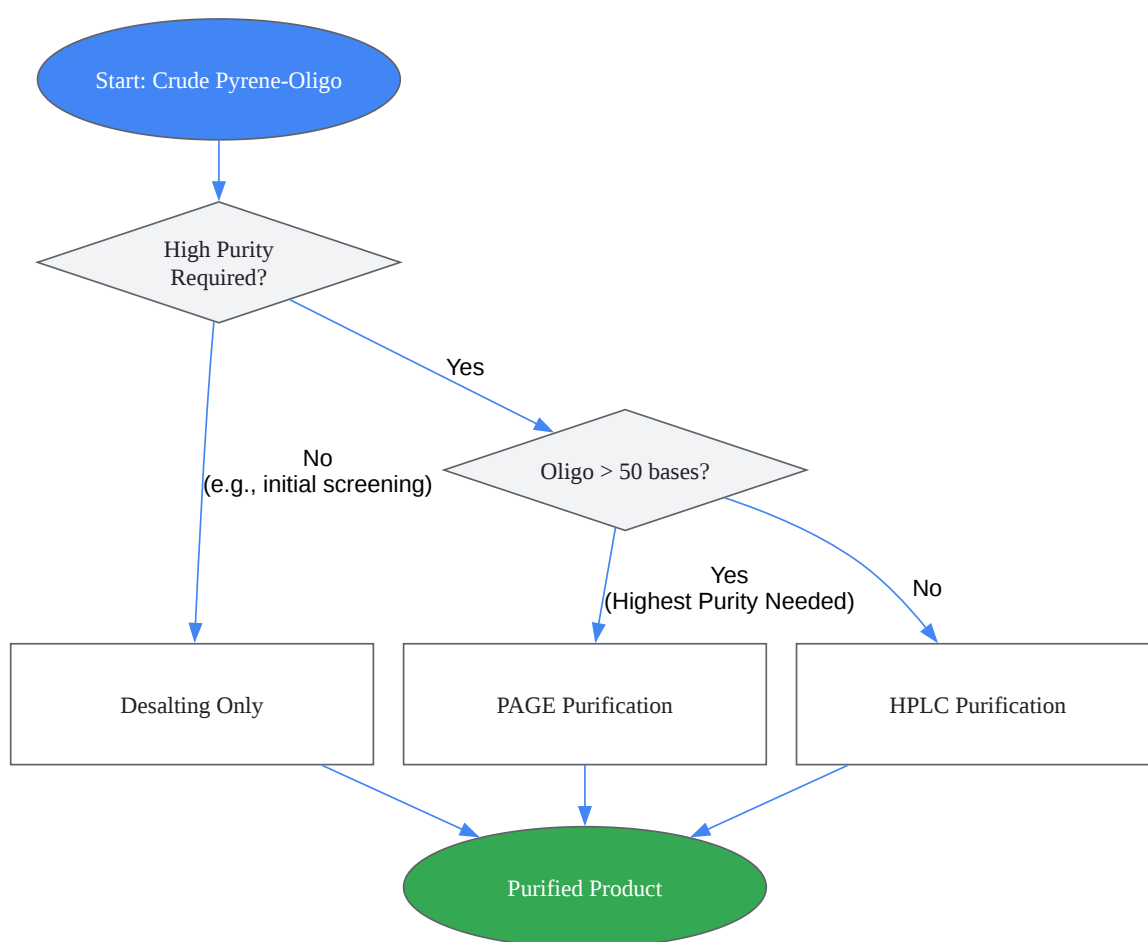 Start: Crude Pyrene-Oligo
High Purity
Required?
Yes
No
(e.g., initial screening)
Oligo > 50 bases?
Yes
(Highest Purity Needed)
No
Desalting Only
PAGE Purification
HPLC Purification
Purified Product